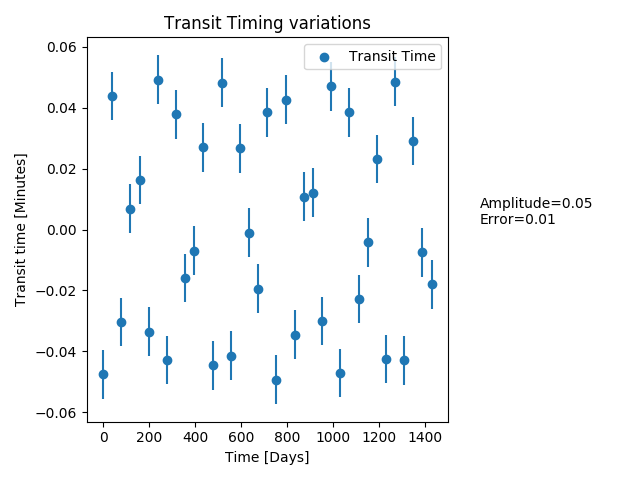 Transit Timing variations
Transit Time
0.06
0.04
0.02
0.00
−0.02
−0.04
−0.06
Transit time [Minutes]
Amplitude=0.05
Error=0.01
0 200 400 600 800 1000 1200 1400
Time [Days]